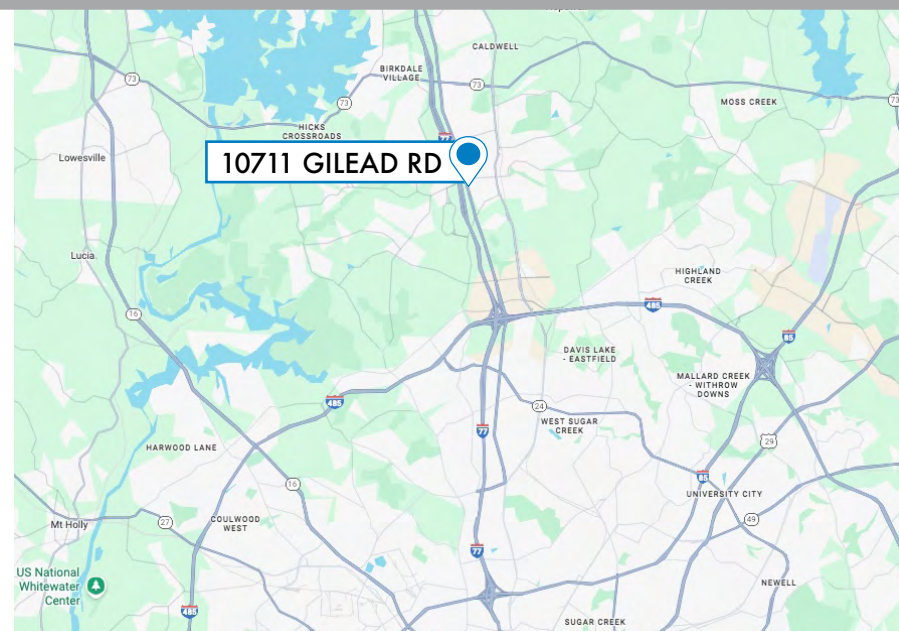 CALDWELL
BIRKDALE
VILLAGE
73
73
73
73
MOSS CREEK
HICKS
CROSSROADS
77
Lowesville
10711 GILEAD RD
Lucia
HIGHLAND
CREEK
485
16
85
DAVIS LAKE
- EASTFIELD
MALLARD CREEK
- WITHROW
DOWNS
485
24
WEST SUGAR
CREEK
77
29
HARWOOD LANE
85
16
UNIVERSITY CITY
Mt Holly
27
COULWOOD
WEST
49
77
US National
Whitewater
Center
NEWELL
485
SUGAR CREEK